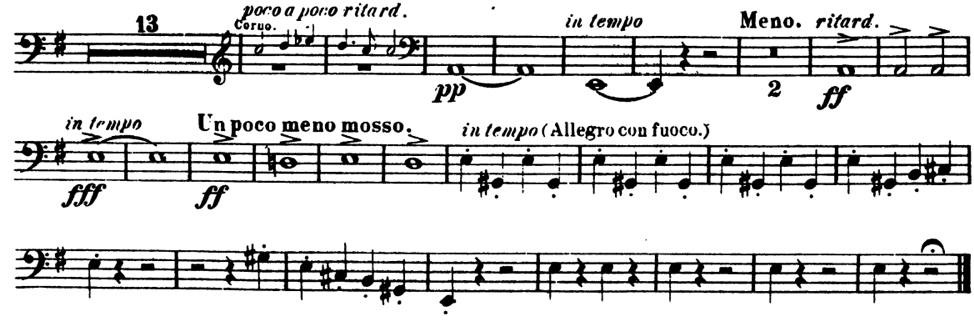 poco a poco ritard.
13 Corno. in tempo Meno. ritard.
pp 2 ff
in tempo Un poco meno mosso. in tempo (Allegro con fuoco.)
fff ff